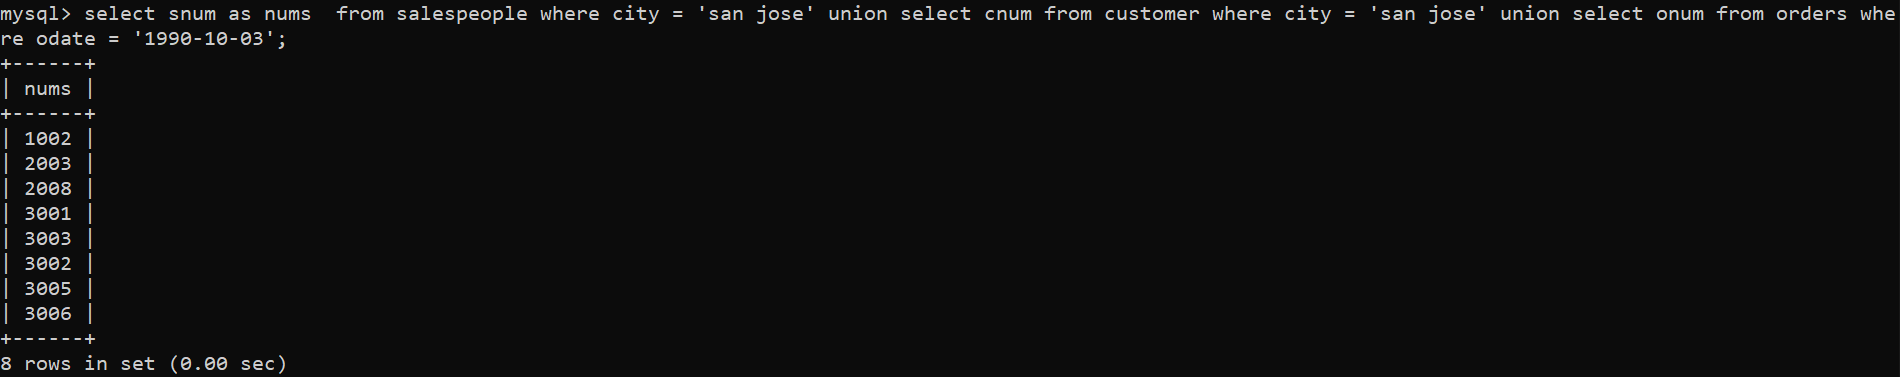 mysql> select snum as nums  from salespeople where city = 'san jose' union select cnum from customer where city = 'san jose' union select onum from orders whe
re odate = '1990-10-03';
+------+
| nums |
+------+
| 1002 |
| 2003 |
| 2008 |
| 3001 |
| 3003 |
| 3002 |
| 3005 |
| 3006 |
+------+
8 rows in set (0.00 sec)